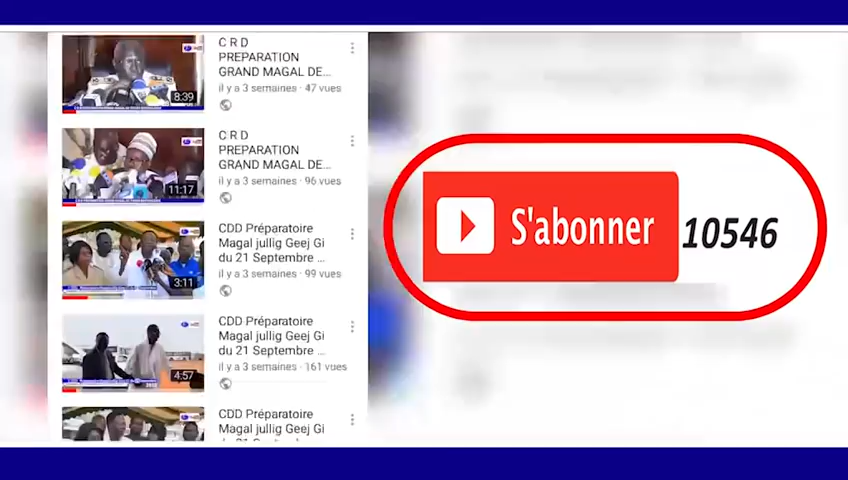 C R D
PREPARATION
GRAND MAGAL DE...
il y a 3 semaines · 47 vues
8:39
C R D
PREPARATION
GRAND MAGAL DE...
il y a 3 semaines · 96 vues
11:17
CDD Préparatoire
Magal jullig Geej Gi
du 21 Septembre ...
il y a 3 semaines · 99 vues
3:11
CDD Préparatoire
Magal jullig Geej Gi
du 21 Septembre ...
il y a 3 semaines · 161 vues
4:57
CDD Préparatoire
Magal jullig Geej Gi
S'abonner
10546